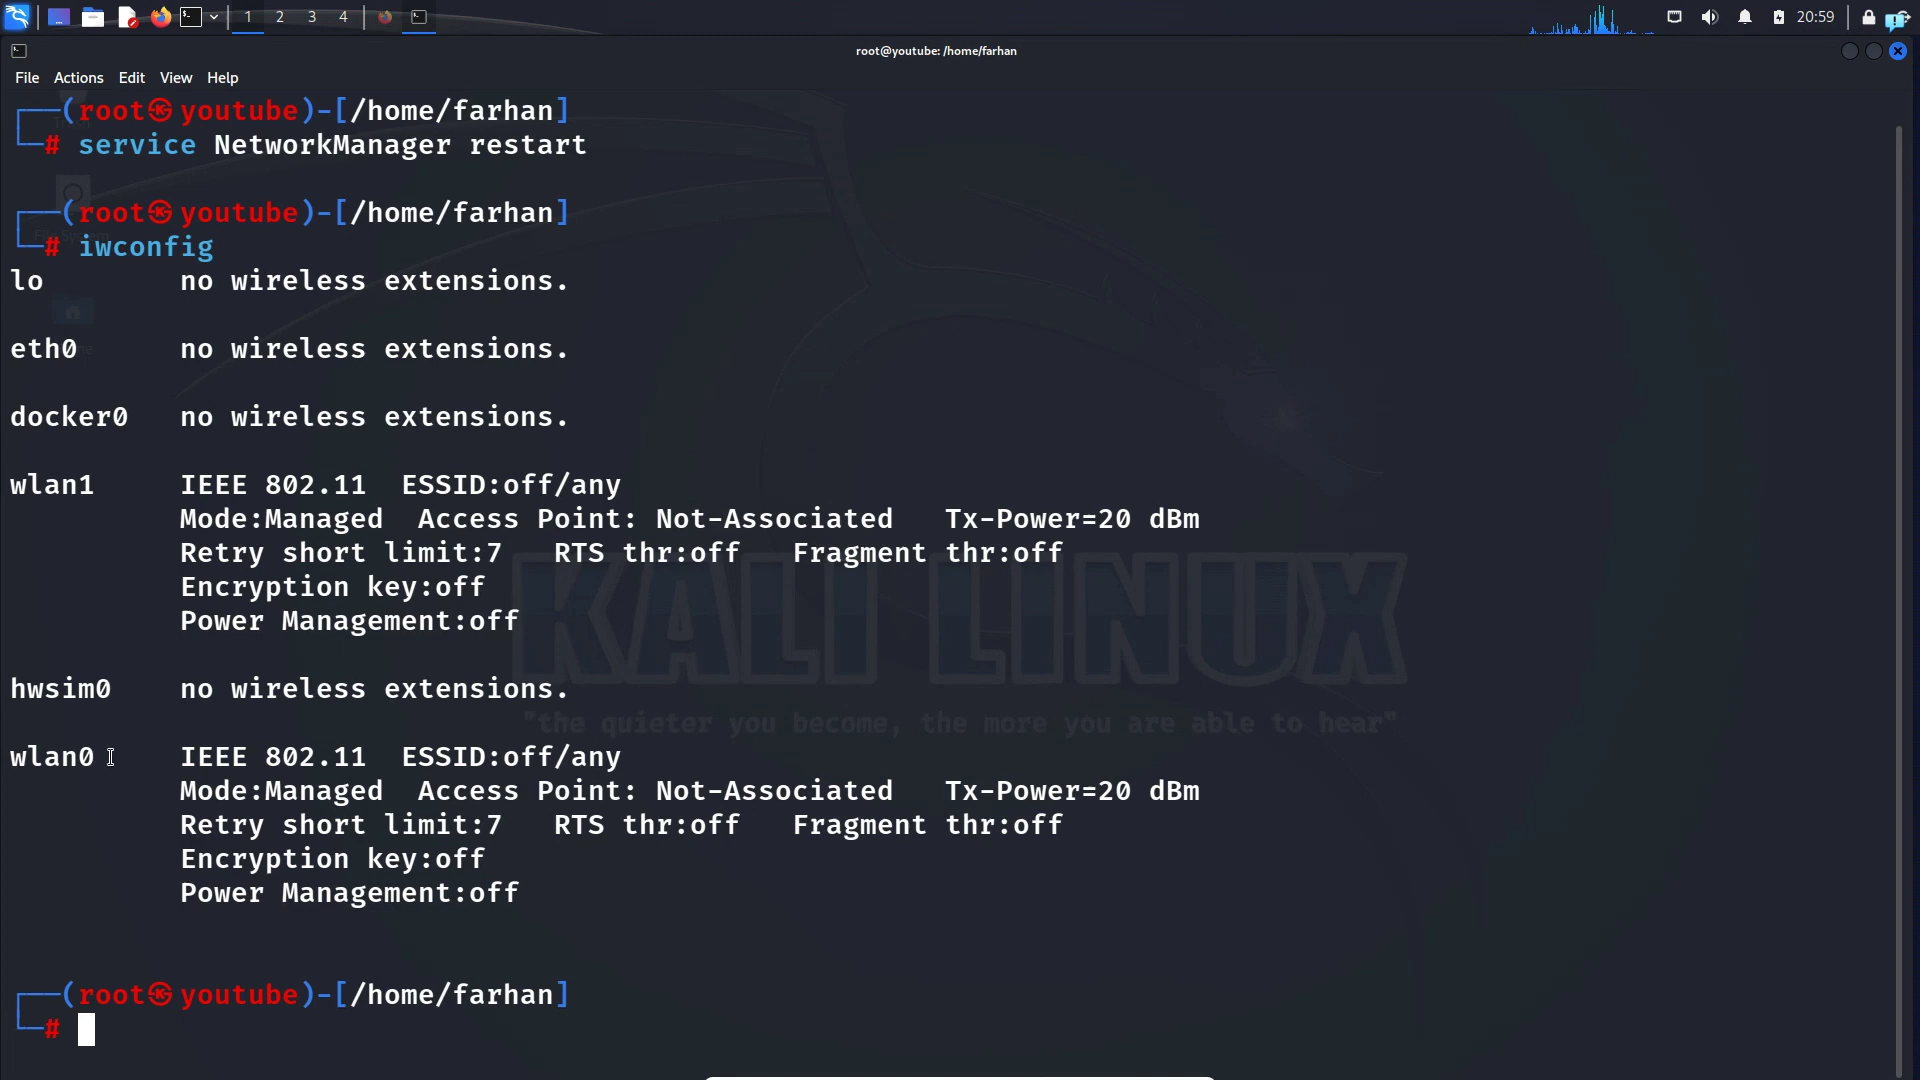 1 2 3 4 20:59
root@youtube: /home/farhan
File Actions Edit View Help
┌──(root㉿youtube)-[/home/farhan]
└─# service NetworkManager restart
┌──(root㉿youtube)-[/home/farhan]
└─# iwconfig
lo        no wireless extensions.
eth0      no wireless extensions.
docker0   no wireless extensions.
wlan1     IEEE 802.11  ESSID:off/any
          Mode:Managed  Access Point: Not-Associated   Tx-Power=20 dBm
          Retry short limit:7   RTS thr:off   Fragment thr:off
          Encryption key:off
          Power Management:off
KALI LINUX
hwsim0    no wireless extensions.
"the quieter you become, the more you are able to hear"
wlan0     IEEE 802.11  ESSID:off/any
          Mode:Managed  Access Point: Not-Associated   Tx-Power=20 dBm
          Retry short limit:7   RTS thr:off   Fragment thr:off
          Encryption key:off
          Power Management:off
┌──(root㉿youtube)-[/home/farhan]
└─#